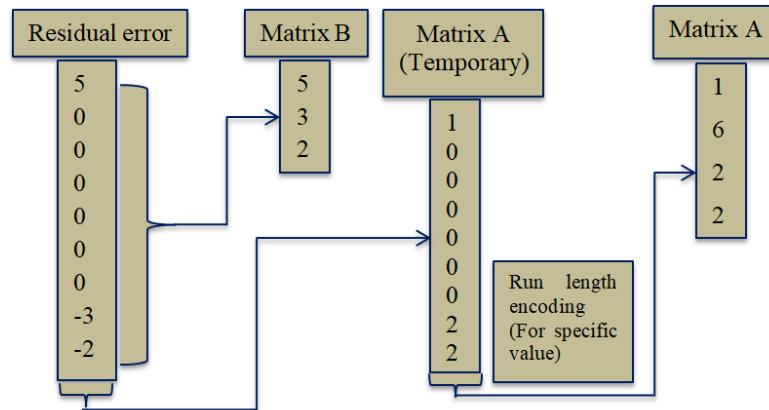 Residual error
5
0
0
0
0
0
0
-3
-2
Matrix B
5
3
2
Matrix A
(Temporary)
1
0
0
0
0
0
0
2
2
Run length
encoding
(For specific
value)
Matrix A
1
6
2
2